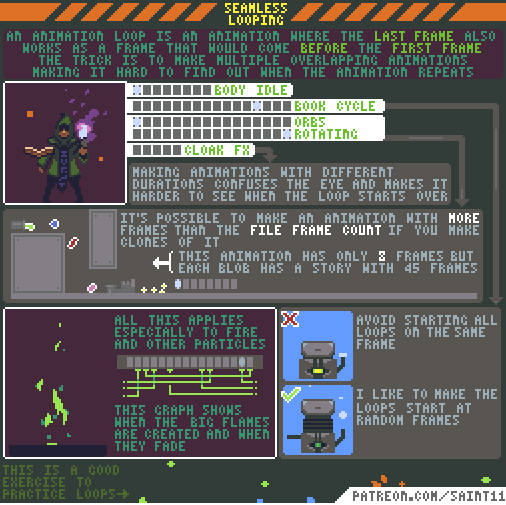 SEAMLESS
LOOPING
AN ANIMATION LOOP IS AN ANIMATION WHERE THE LAST FRAME ALSO
WORKS AS A FRAME THAT WOULD COME BEFORE THE FIRST FRAME
THE TRICK IS TO MAKE MULTIPLE OVERLAPPING ANIMATIONS
MAKING IT HARD TO FIND OUT WHEN THE ANIMATION REPEATS
BODY IDLE
BOOK CYCLE
ORBS
ROTATING
CLOAK FX
MAKING ANIMATIONS WITH DIFFERENT
DURATIONS CONFUSES THE EYE AND MAKES IT
HARDER TO SEE WHEN THE LOOP STARTS OVER
IT'S POSSIBLE TO MAKE AN ANIMATION WITH MORE
FRAMES THAN THE FILE FRAME COUNT IF YOU MAKE
CLONES OF IT
THIS ANIMATION HAS ONLY 8 FRAMES BUT
EACH BLOB HAS A STORY WITH 45 FRAMES
ALL THIS APPLIES
ESPECIALLY TO FIRE
AND OTHER PARTICLES
THIS GRAPH SHOWS
WHEN THE BIG FLAMES
ARE CREATED AND WHEN
THEY FADE
AVOID STARTING ALL
LOOPS ON THE SAME
FRAME
I LIKE TO MAKE THE
LOOPS START AT
RANDOM FRAMES
THIS IS A GOOD
EXERCISE TO
PRACTICE LOOPS
PATREON.COM/SAINT11